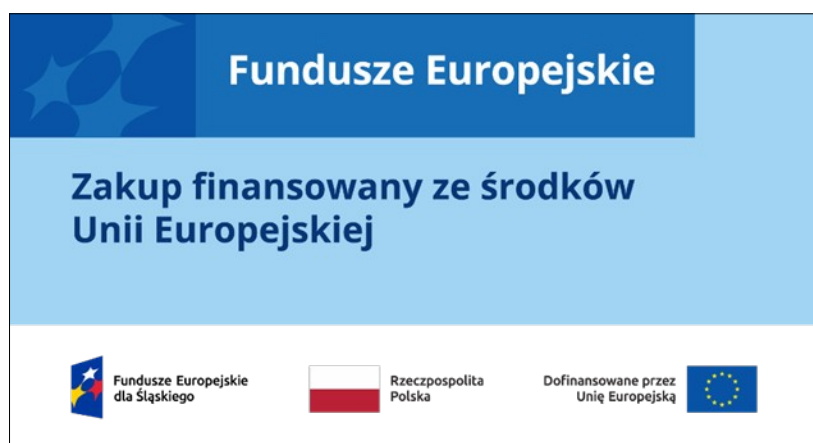 Fundusze Europejskie
Zakup finansowany ze środków
Unii Europejskiej
Fundusze Europejskie
dla Śląskiego
Rzeczpospolita
Polska
Dofinansowane przez
Unię Europejską